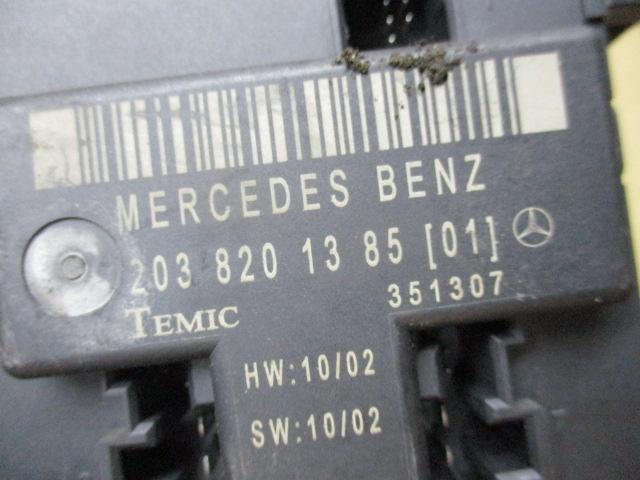 MERCEDES BENZ
203 820 13 85 [01]
TEMIC 351307
HW:10/02
SW:10/02